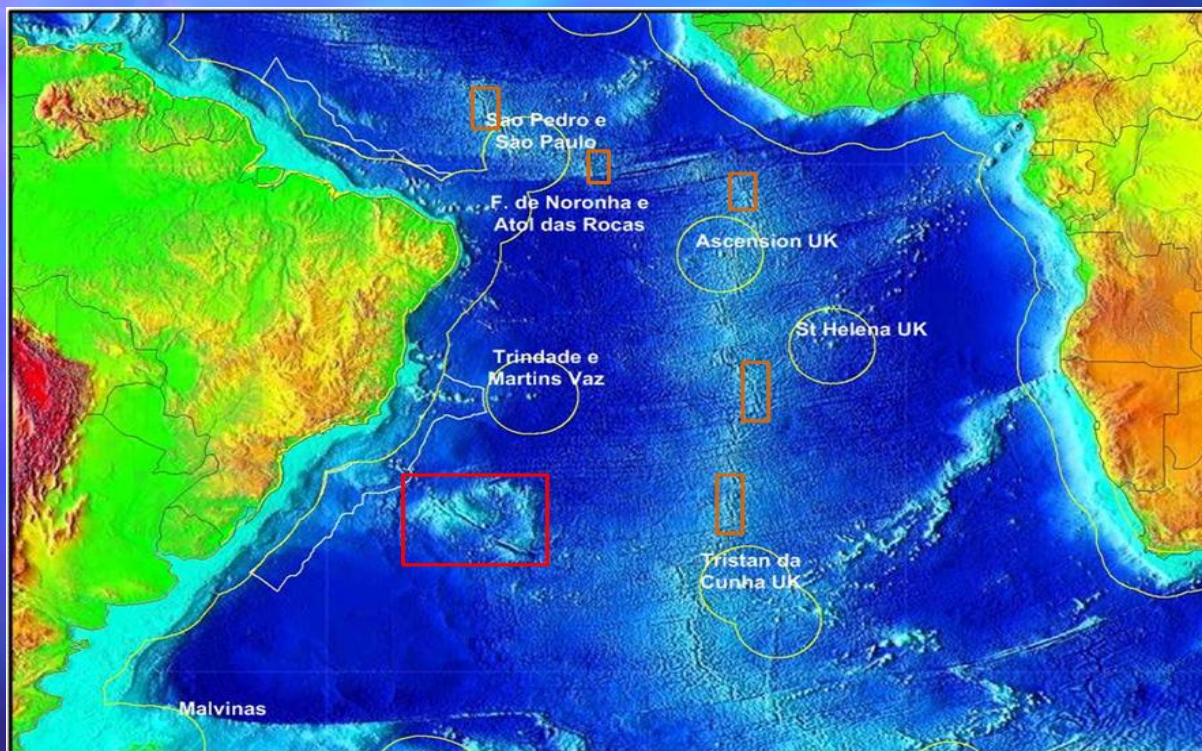 Sao Pedro e
Sao Paulo
F. de Noronha e
Atol das Rocas
Ascension UK
St Helena UK
Trindade e
Martins Vaz
Tristan da
Cunha UK
Malvinas